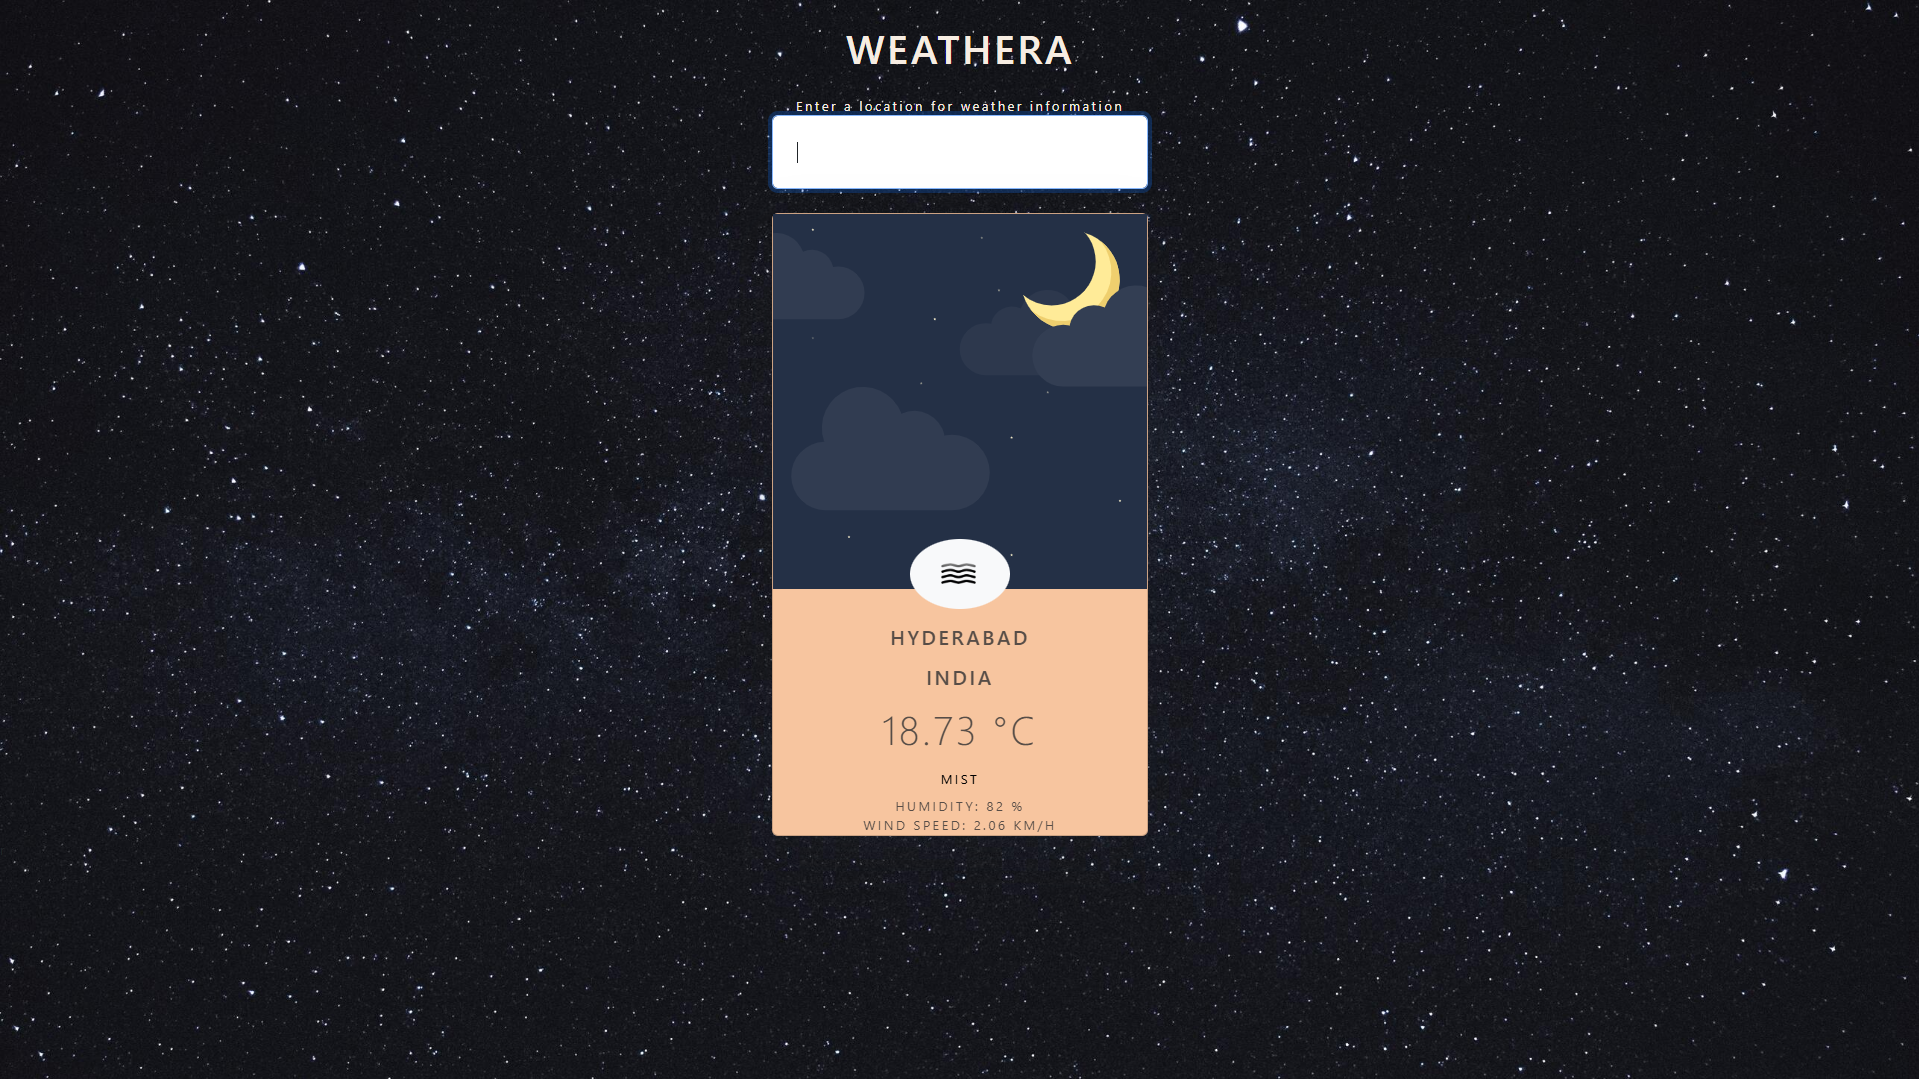 WEATHERA
Enter a location for weather information
HYDERABAD
INDIA
18.73 °C
MIST
HUMIDITY: 82 %
WIND SPEED: 2.06 KM/H